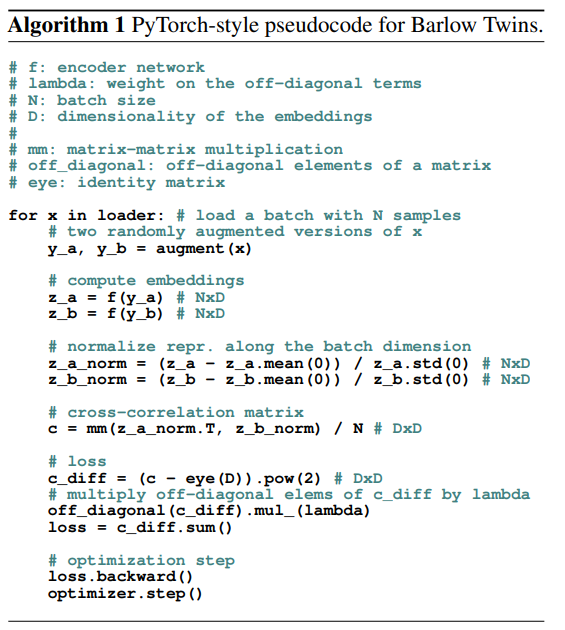 Algorithm 1 PyTorch-style pseudocode for Barlow Twins.
# f: encoder network
# lambda: weight on the off-diagonal terms
# N: batch size
# D: dimensionality of the embeddings
#
# mm: matrix-matrix multiplication
# off_diagonal: off-diagonal elements of a matrix
# eye: identity matrix
for x in loader: # load a batch with N samples
    # two randomly augmented versions of x
    y_a, y_b = augment(x)
    # compute embeddings
    z_a = f(y_a) # NxD
    z_b = f(y_b) # NxD
    # normalize repr. along the batch dimension
    z_a_norm = (z_a - z_a.mean(0)) / z_a.std(0) # NxD
    z_b_norm = (z_b - z_b.mean(0)) / z_b.std(0) # NxD
    # cross-correlation matrix
    c = mm(z_a_norm.T, z_b_norm) / N # DxD
    # loss
    c_diff = (c - eye(D)).pow(2) # DxD
    # multiply off-diagonal elems of c_diff by lambda
    off_diagonal(c_diff).mul_(lambda)
    loss = c_diff.sum()
    # optimization step
    loss.backward()
    optimizer.step()